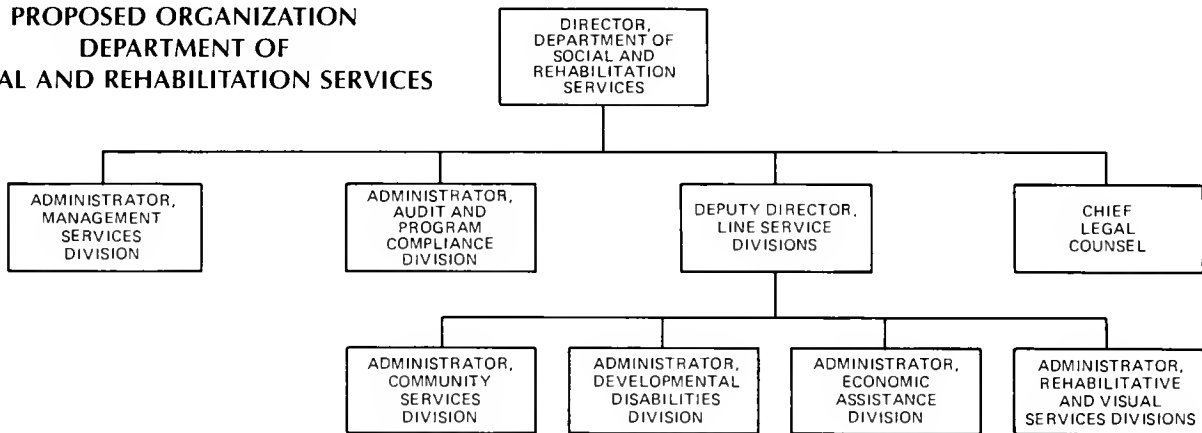 PROPOSED ORGANIZATION
DEPARTMENT OF
AL AND REHABILITATION SERVICES
DIRECTOR,
DEPARTMENT OF
SOCIAL AND
REHABILITATION
SERVICES
ADMINISTRATOR,
MANAGEMENT
SERVICES
DIVISION
ADMINISTRATOR,
AUDIT AND
PROGRAM
COMPLIANCE
DIVISION
DEPUTY DIRECTOR,
LINE SERVICE
DIVISIONS
CHIEF
LEGAL
COUNSEL
ADMINISTRATOR,
COMMUNITY
SERVICES
DIVISION
ADMINISTRATOR,
DEVELOPMENTAL
DISABILITIES
DIVISION
ADMINISTRATOR,
ECONOMIC
ASSISTANCE
DIVISION
ADMINISTRATOR,
REHABILITATIVE
AND VISUAL
SERVICES DIVISIONS